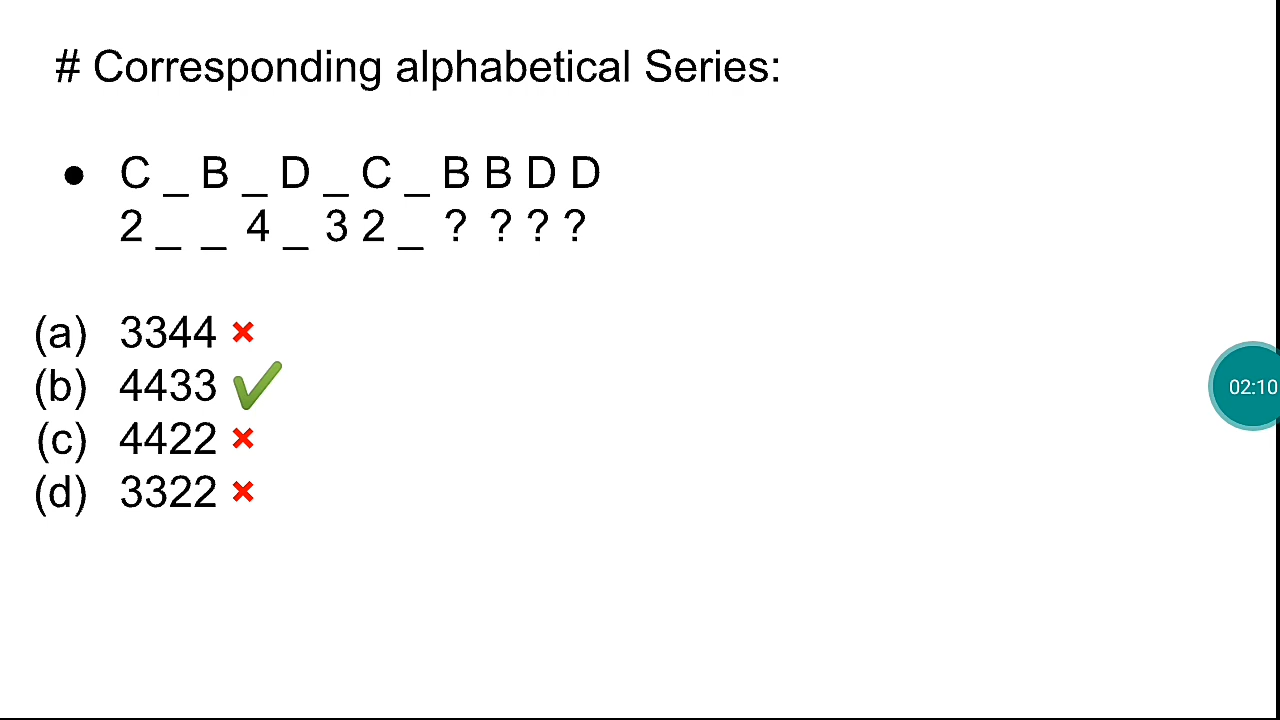 # Corresponding alphabetical Series:
● C _ B _ D _ C _ B B D D
2 _ _ 4 _ 3 2 _ ? ? ? ?
(a) 3344 ❌
(b) 4433 ✔
(c) 4422 ❌
(d) 3322 ❌
02:10